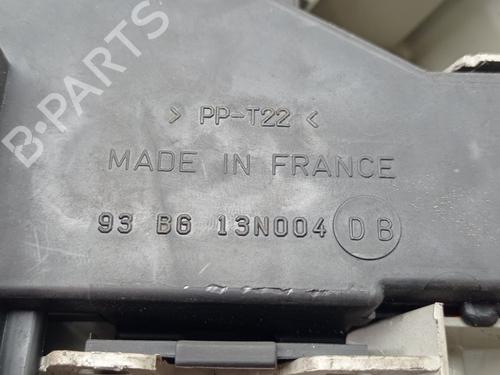 > PP-T22 <
MADE IN FRANCE
93 BG 13N004 DB
B-PARTS